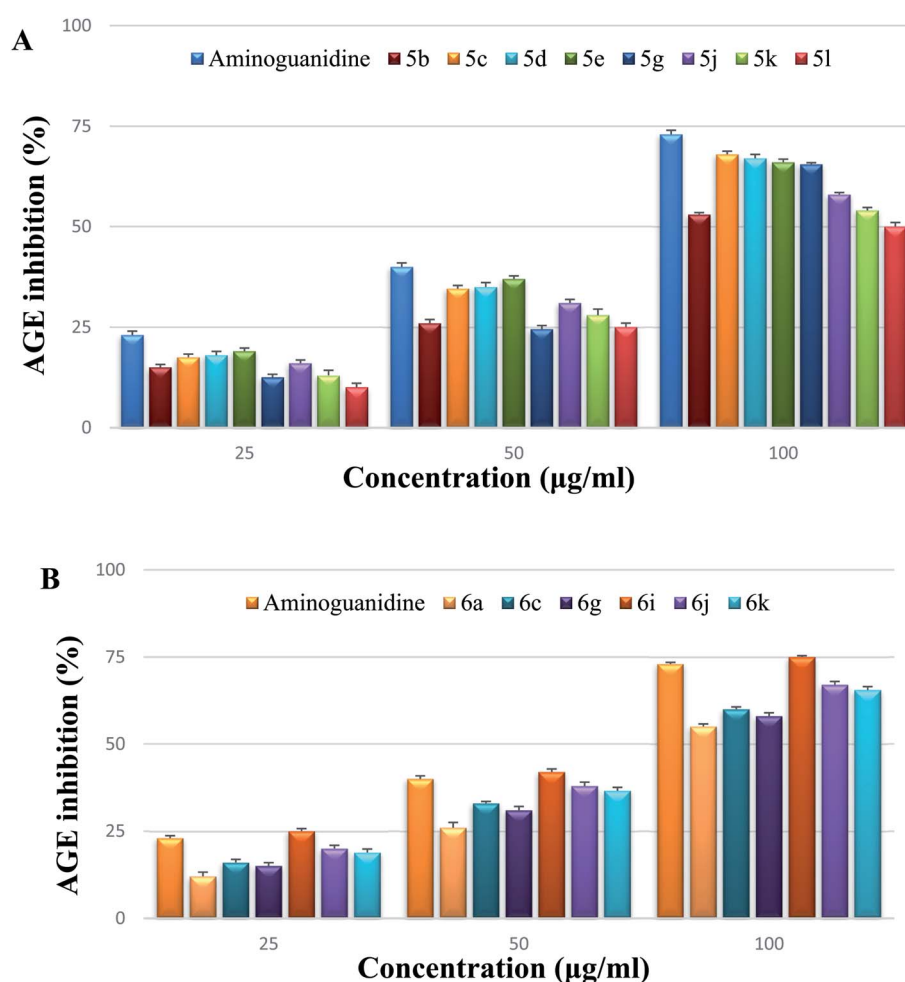 A
100
Aminoguanidine 5b 5c 5d 5e 5g 5j 5k 5l
75
50
25
0
AGE inhibition (%)
25 50 100
Concentration (µg/ml)
B
100
Aminoguanidine 6a 6c 6g 6i 6j 6k
75
50
25
0
AGE inhibition (%)
25 50 100
Concentration (µg/ml)